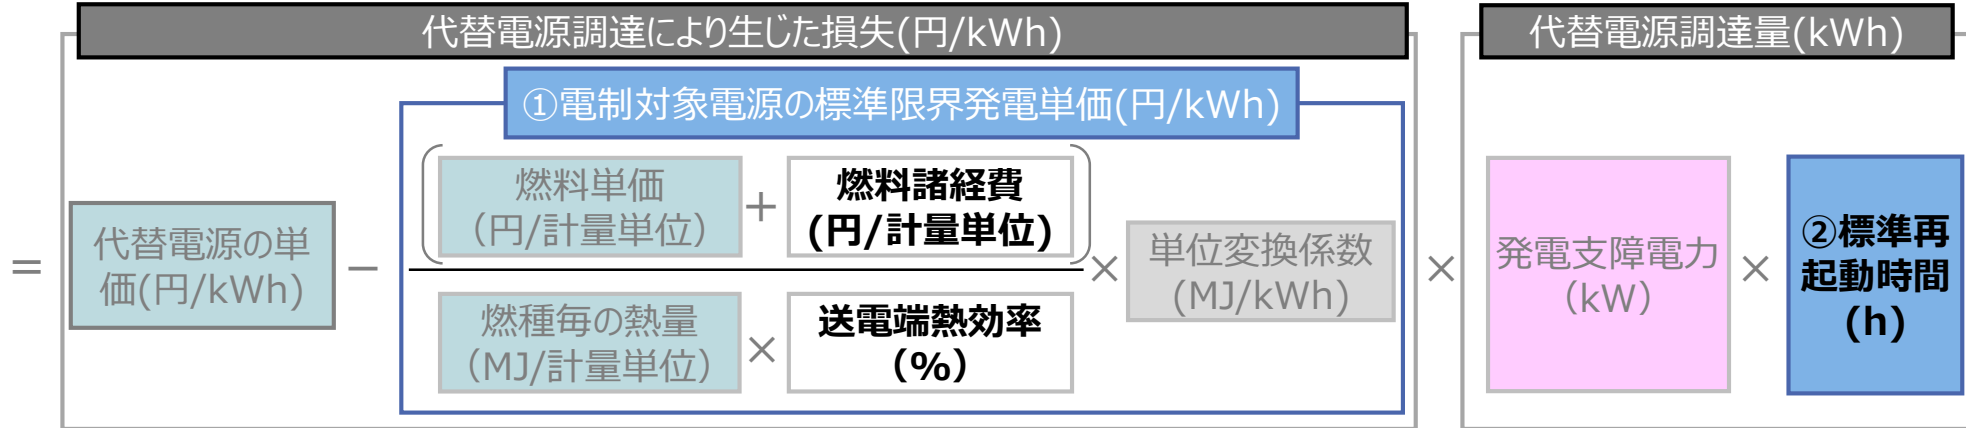 代替電源調達により生じた損失(円/kWh)
代替電源調達量(kWh)
①電制対象電源の標準限界発電単価(円/kWh)
=
代替電源の単
価(円/kWh)
−
燃料単価
（円/計量単位）
+
燃料諸経費
(円/計量単位)
燃種毎の熱量
（MJ/計量単位）
×
送電端熱効率
（%）
×
単位変換係数
(MJ/kWh)
×
発電支障電力
（kW）
×
②標準再
起動時間
(h)